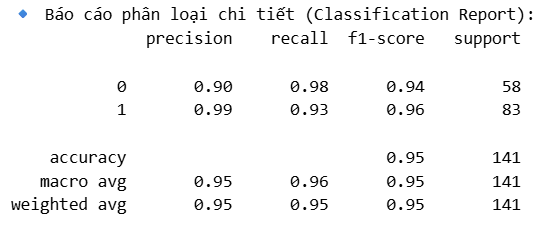 🔹 Báo cáo phân loại chi tiết (Classification Report):
precision recall f1-score support
0 0.90 0.98 0.94 58
1 0.99 0.93 0.96 83
accuracy 0.95 141
macro avg 0.95 0.96 0.95 141
weighted avg 0.95 0.95 0.95 141